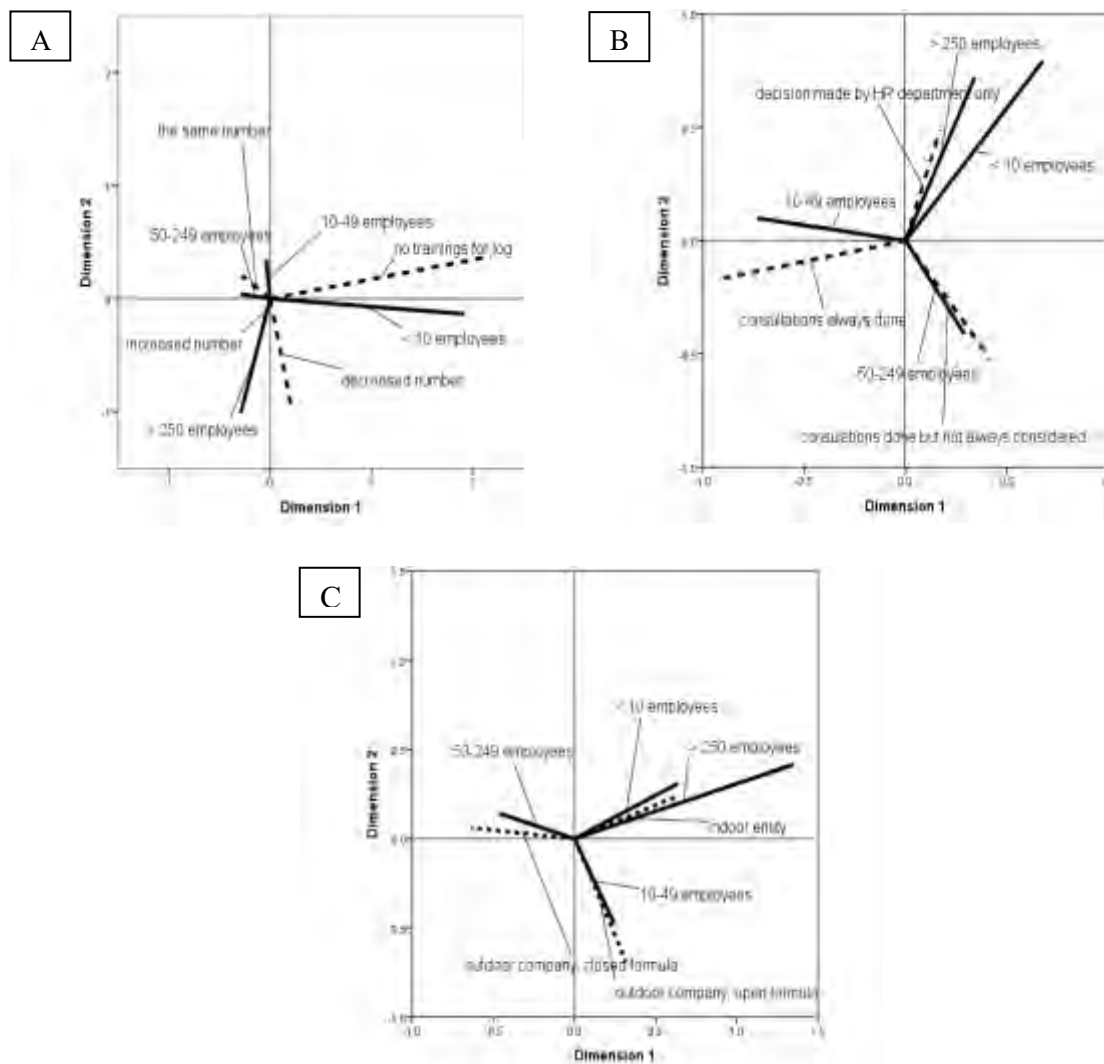 A
the same number
50-249 employees
10-49 employees
no trainings for log
< 10 employees
increased number
decreased number
> 250 employees
Dimension 2
Dimension 1
B
> 250 employees
decision made by HR department only
< 10 employees
10-49 employees
consultations always done
50-249 employees
consultations done but not always considered
Dimension 2
Dimension 1
C
< 10 employees
50-249 employees
> 250 employees
indoor entity
10-49 employees
outdoor company, closed formula
outdoor company, open formula
Dimension 2
Dimension 1